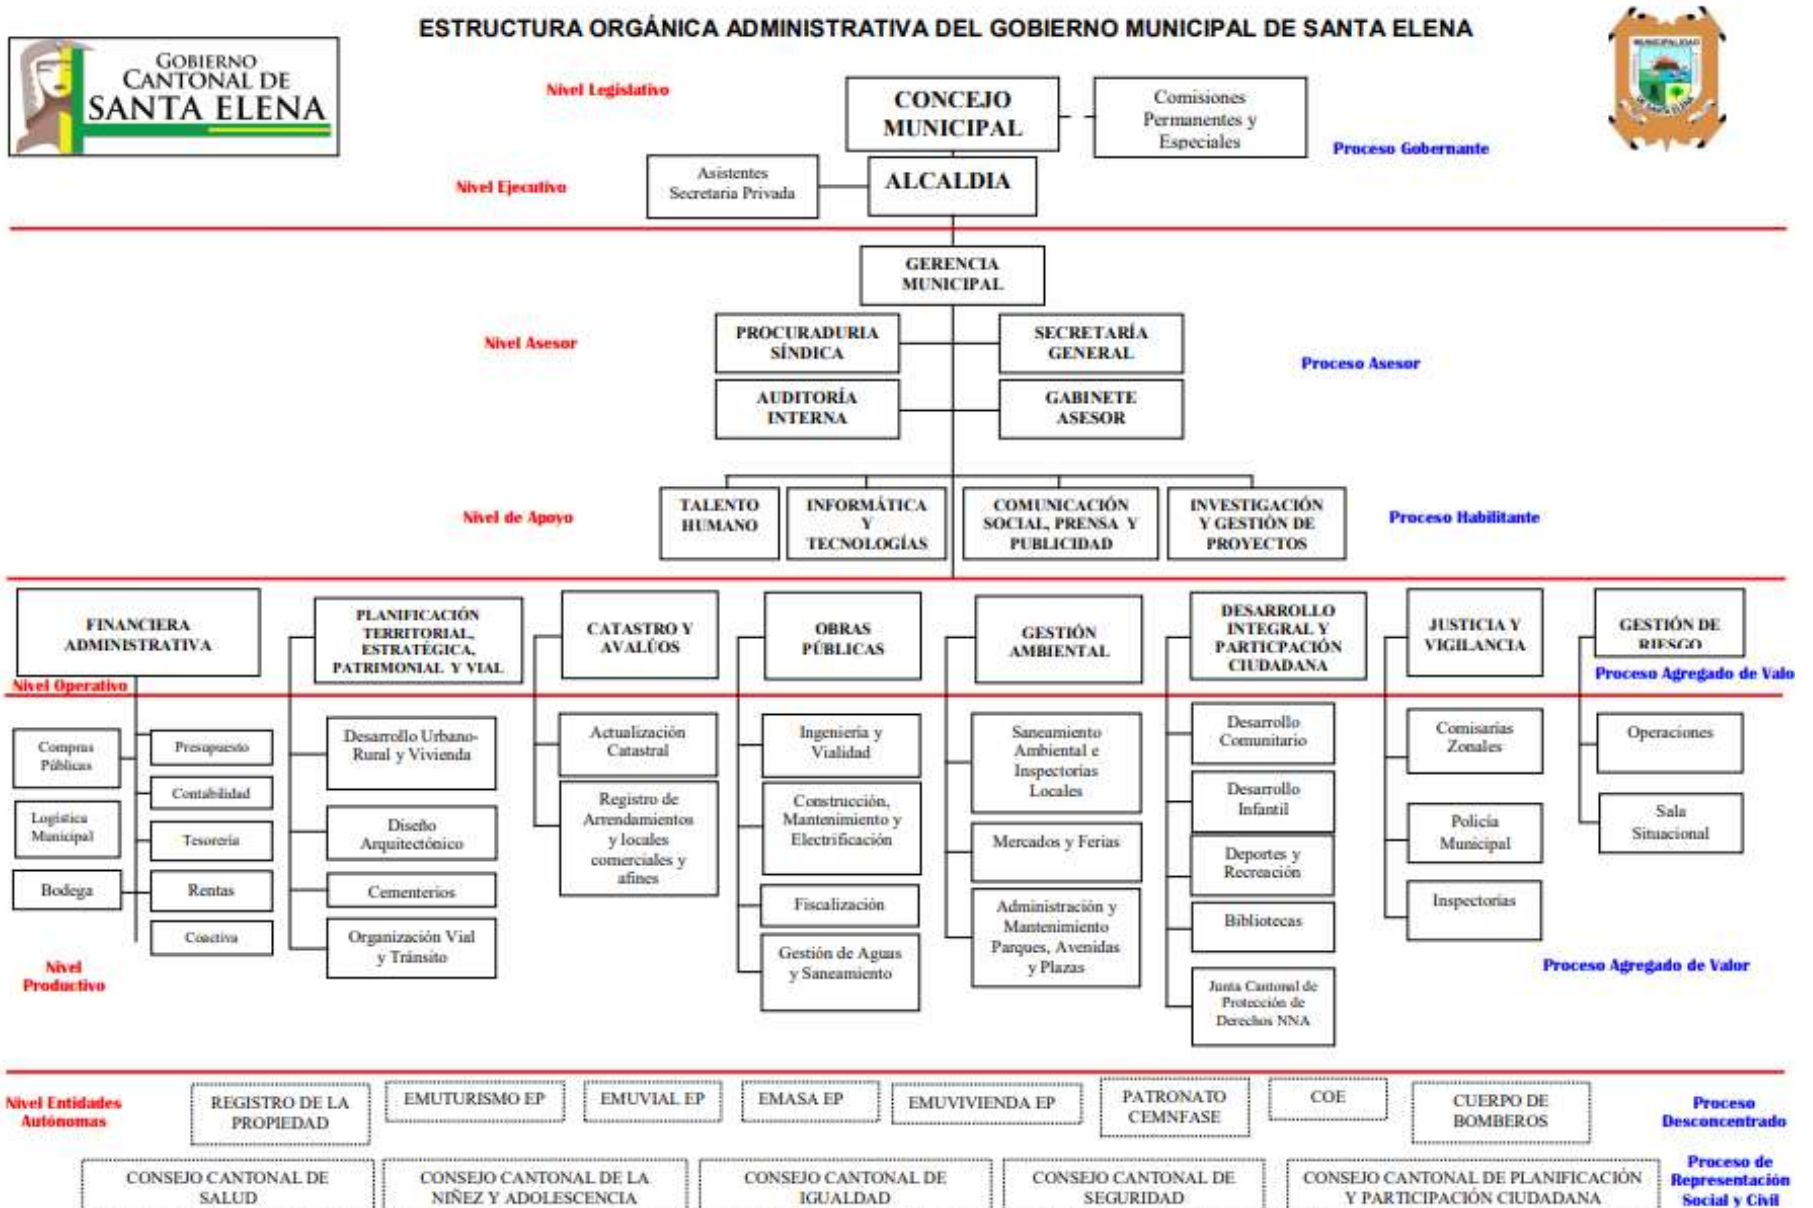 ESTRUCTURA ORGÁNICA ADMINISTRATIVA DEL GOBIERNO MUNICIPAL DE SANTA ELENA
GOBIERNO
CANTONAL DE
SANTA ELENA
MUNICIPALIDAD
DE SANTA ELENA
Nivel Legislativo
CONCEJO
MUNICIPAL
Comisiones
Permanentes y
Especiales
Proceso Gobernante
Nivel Ejecutivo
Asistentes
Secretaria Privada
ALCALDIA
GERENCIA
MUNICIPAL
Nivel Asesor
PROCURADURIA
SÍNDICA
SECRETARÍA
GENERAL
Proceso Asesor
AUDITORÍA
INTERNA
GABINETE
ASESOR
Nivel de Apoyo
TALENTO
HUMANO
INFORMÁTICA
Y
TECNOLOGÍAS
COMUNICACIÓN
SOCIAL, PRENSA Y
PUBLICIDAD
INVESTIGACIÓN
Y GESTIÓN DE
PROYECTOS
Proceso Habilitante
FINANCIERA
ADMINISTRATIVA
PLANIFICACIÓN
TERRITORIAL,
ESTRATÉGICA,
PATRIMONIAL Y VIAL
CATASTRO Y
AVALÚOS
OBRAS
PÚBLICAS
GESTIÓN
AMBIENTAL
DESARROLLO
INTEGRAL Y
PARTICPACIÓN
CIUDADANA
JUSTICIA Y
VIGILANCIA
GESTIÓN DE
RIESGO
Nivel Operativo
Proceso Agregado de Valo
Compras
Públicas
Logística
Municipal
Bodega
Presupuesto
Contabilidad
Tesorería
Rentas
Coactiva
Desarrollo Urbano-
Rural y Vivienda
Diseño
Arquitectónico
Cementerios
Organización Vial
y Tránsito
Actualización
Catastral
Registro de
Arrendamientos
y locales
comerciales y
afines
Ingeniería y
Vialidad
Construcción,
Mantenimiento y
Electrificación
Fiscalización
Gestión de Aguas
y Saneamiento
Saneamiento
Ambiental e
Inspectorías
Locales
Mercados y Ferias
Administración y
Mantenimiento
Parques, Avenidas
y Plazas
Desarrollo
Comunitario
Desarrollo
Infantil
Deportes y
Recreación
Bibliotecas
Junta Cantonal de
Protección de
Derechos NNA
Comisarías
Zonales
Policía
Municipal
Inspectorías
Operaciones
Sala
Situacional
Nivel
Productivo
Proceso Agregado de Valor
Nivel Entidades
Autónomas
REGISTRO DE LA
PROPIEDAD
EMUTURISMO EP
EMUVIAL EP
EMASA EP
EMUVIVIENDA EP
PATRONATO
CEMNFASE
COE
CUERPO DE
BOMBEROS
Proceso
Desconcentrado
CONSEJO CANTONAL DE
SALUD
CONSEJO CANTONAL DE LA
NIÑEZ Y ADOLESCENCIA
CONSEJO CANTONAL DE
IGUALDAD
CONSEJO CANTONAL DE
SEGURIDAD
CONSEJO CANTONAL DE PLANIFICACIÓN
Y PARTICIPACIÓN CIUDADANA
Proceso de
Representación
Social y Civil